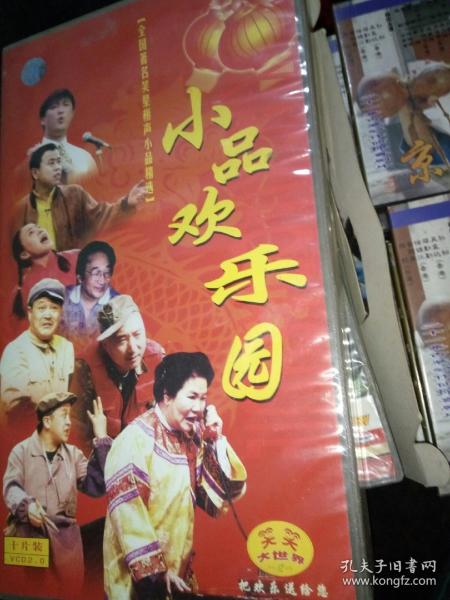 【全国著名笑星相声小品精选】
小品欢乐园
十片装
VCD2.0
笑笑
大世界
把欢乐送给您
京
孔夫子旧书网
www.kongfz.com